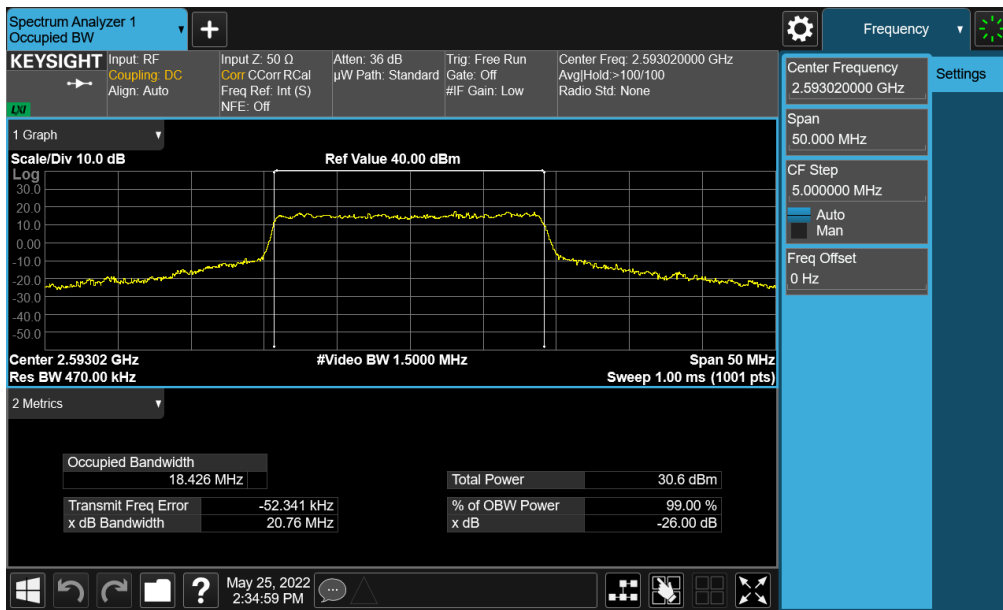 Spectrum Analyzer 1
Occupied BW
Frequency
KEYSIGHT
Input: RF
Coupling: DC
Align: Auto
LXI
Input Z: 50 Ω
Corr CCorr RCal
Freq Ref: Int (S)
NFE: Off
Atten: 36 dB
µW Path: Standard
Trig: Free Run
Gate: Off
#IF Gain: Low
Center Freq: 2.593020000 GHz
Avg|Hold:>100/100
Radio Std: None
Center Frequency
2.593020000 GHz
Settings
Span
50.000 MHz
CF Step
5.000000 MHz
Auto
Man
Freq Offset
0 Hz
1 Graph
Scale/Div 10.0 dB
Ref Value 40.00 dBm
Log
30.0
20.0
10.0
0.00
-10.0
-20.0
-30.0
-40.0
-50.0
Center 2.59302 GHz
#Video BW 1.5000 MHz
Span 50 MHz
Res BW 470.00 kHz
Sweep 1.00 ms (1001 pts)
2 Metrics
Occupied Bandwidth
18.426 MHz
Total Power 30.6 dBm
Transmit Freq Error -52.341 kHz
% of OBW Power 99.00 %
x dB Bandwidth 20.76 MHz
x dB -26.00 dB
?
May 25, 2022
2:34:59 PM